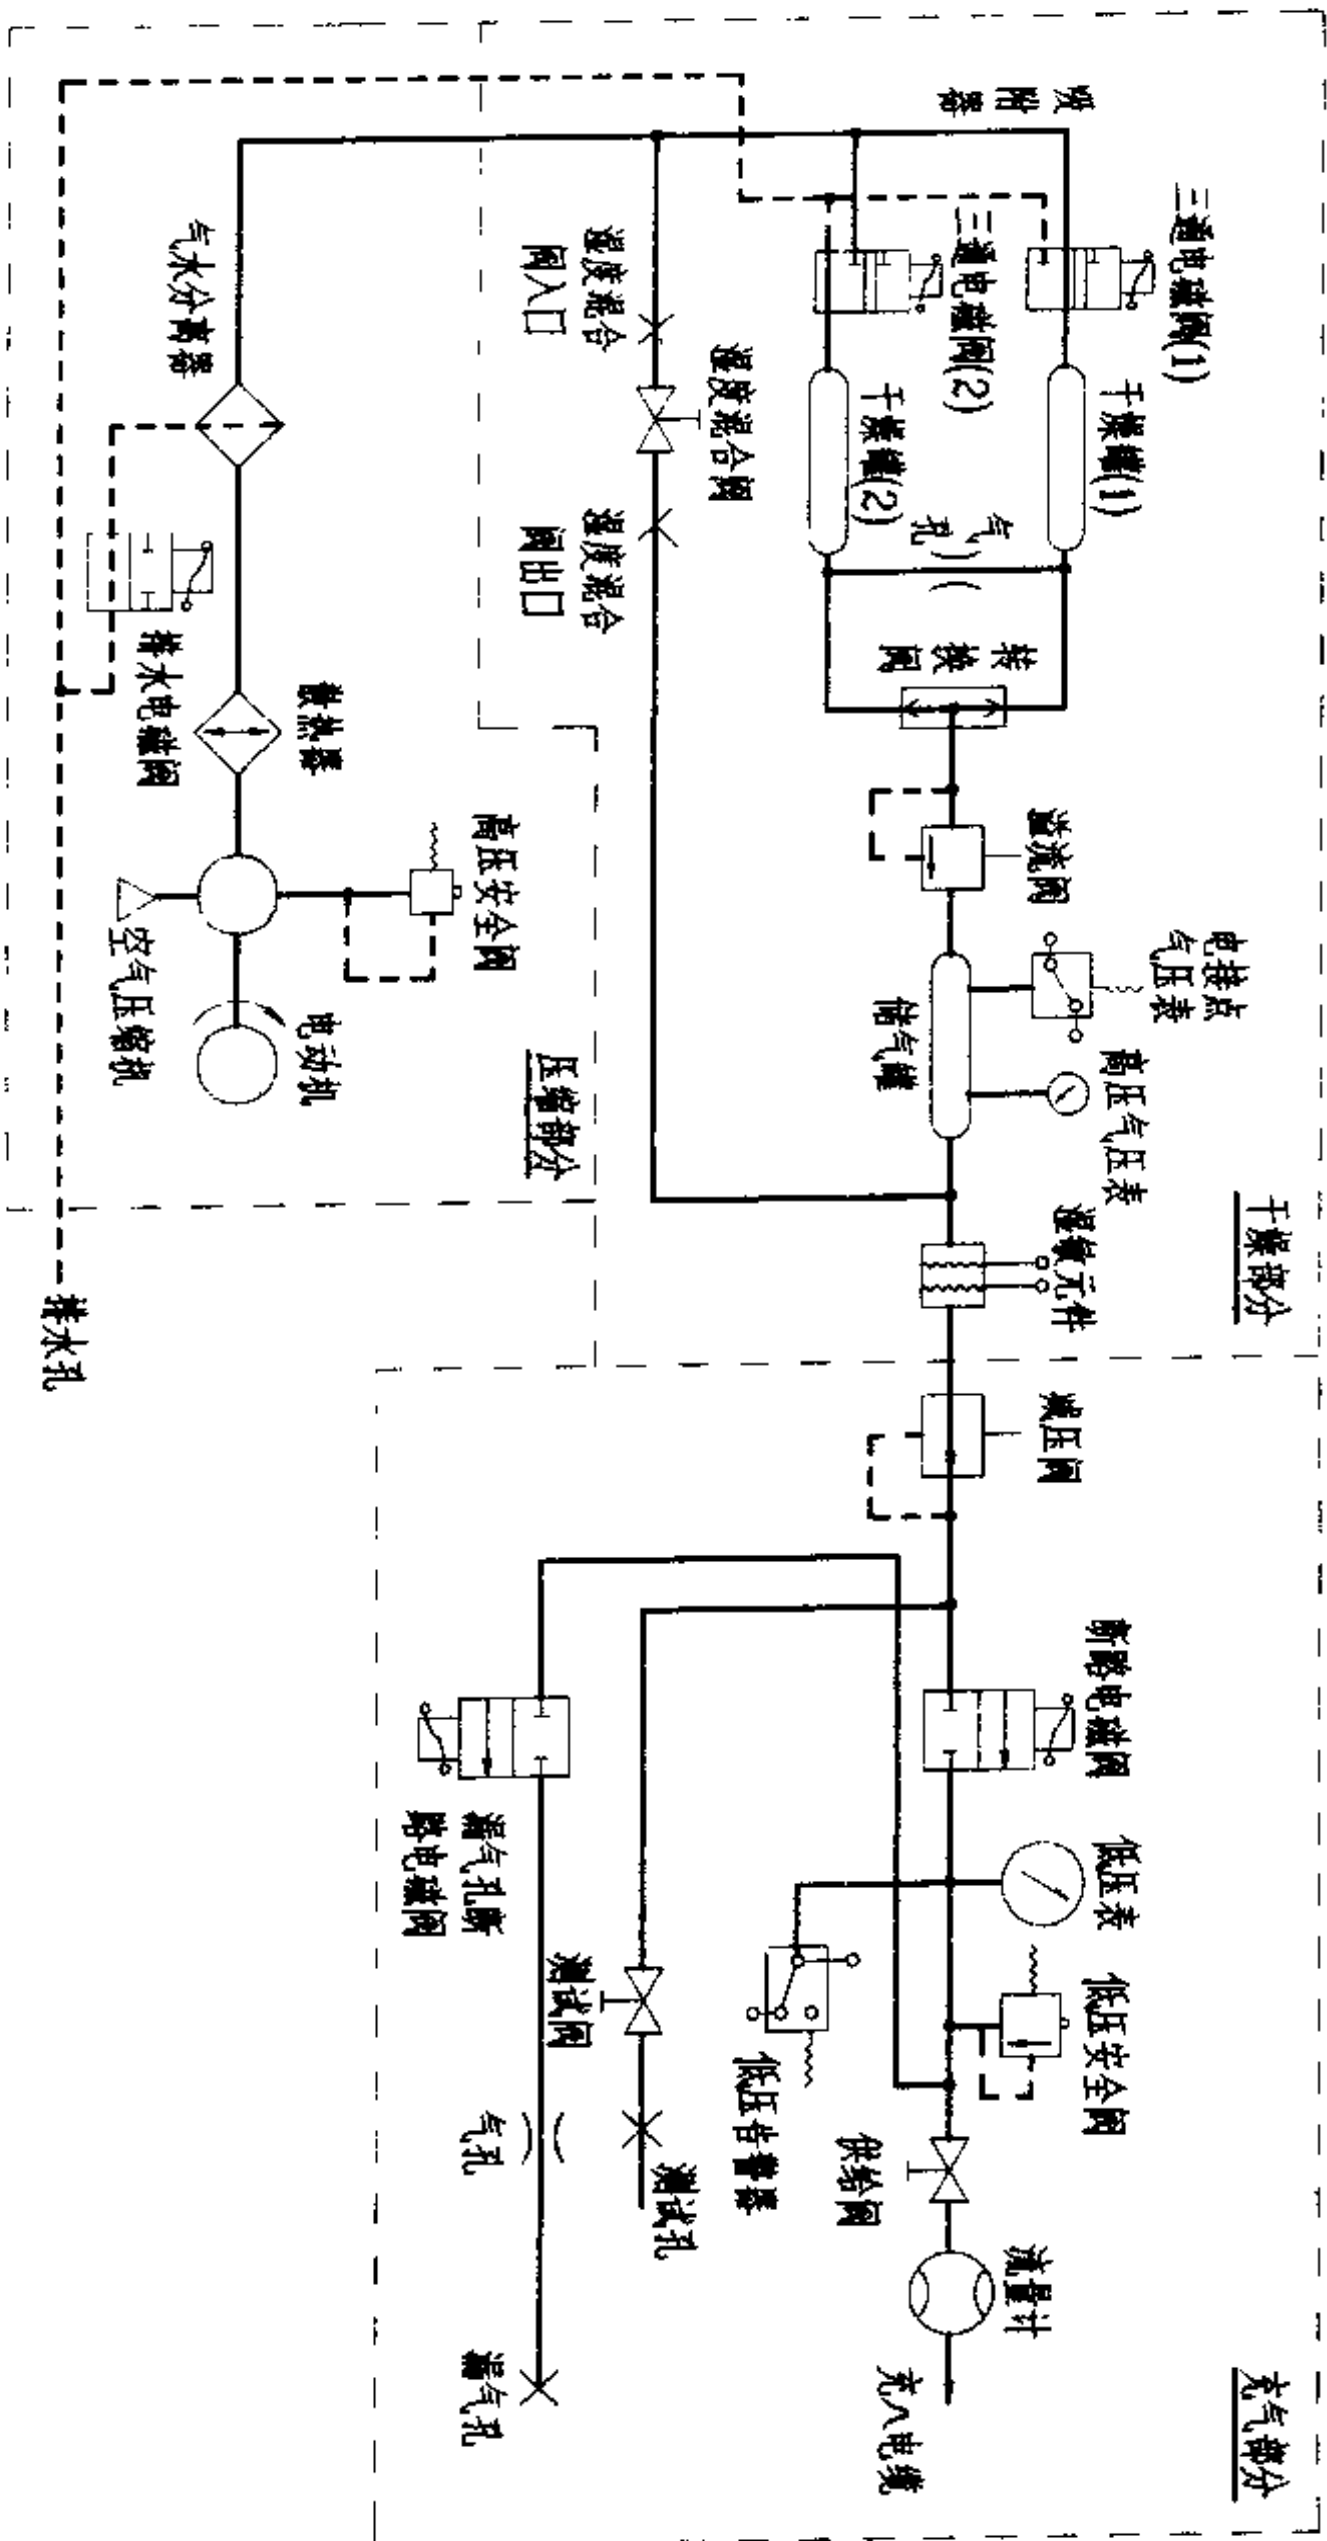 干燥部分
三通电磁阀(1)
吸附器
三通电磁阀(2)
干燥罐(1)
干燥罐(2)
气孔
转换阀
溢流阀
电接点
气压表
高压气压表
储气罐
湿敏元件
湿度混合
阀入口
湿度混合阀
湿度混合
阀出口
压缩部分
气水分离器
排水电磁阀
散热器
高压安全阀
空气压缩机
电动机
排水孔
充气部分
减压阀
断路电磁阀
低压表
低压安全阀
低压告警器
供给阀
流量计
充入电缆
漏气孔断
路电磁阀
测试阀
测试孔
气孔
漏气孔